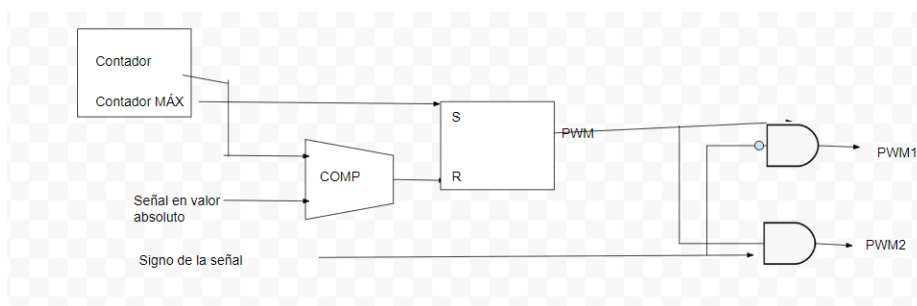 Contador
Contador MÁX
S
PWM
R
COMP
PWM1
Señal en valor
absoluto
PWM2
Signo de la señal